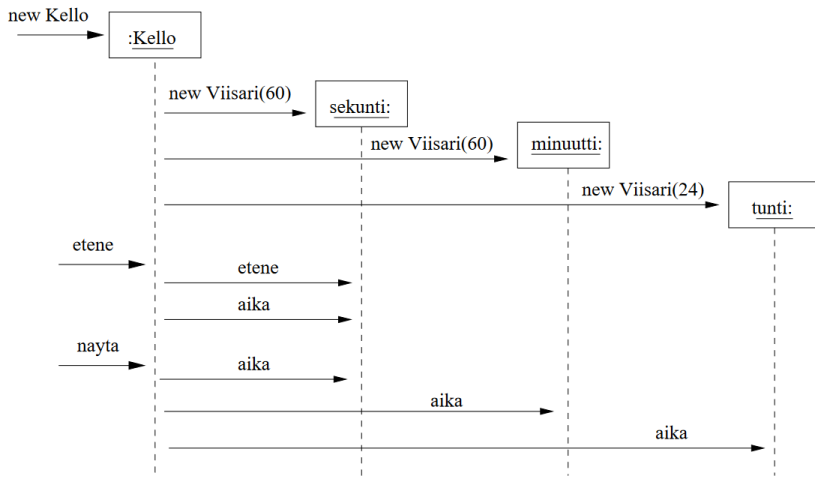 new Kello
:Kello
new Viisari(60)
sekunti:
new Viisari(60)
minuutti:
new Viisari(24)
tunti:
etene
etene
aika
nayta
aika
aika
aika